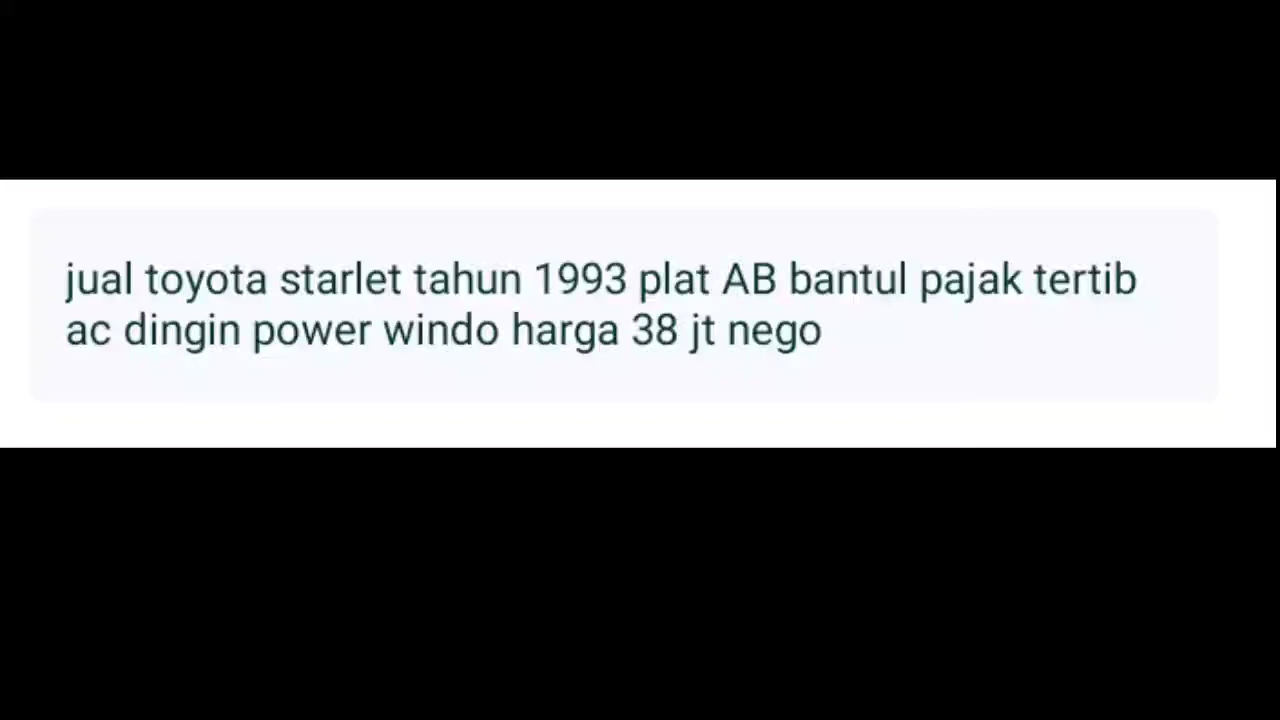 jual toyota starlet tahun 1993 plat AB bantul pajak tertib
ac dingin power windo harga 38 jt nego